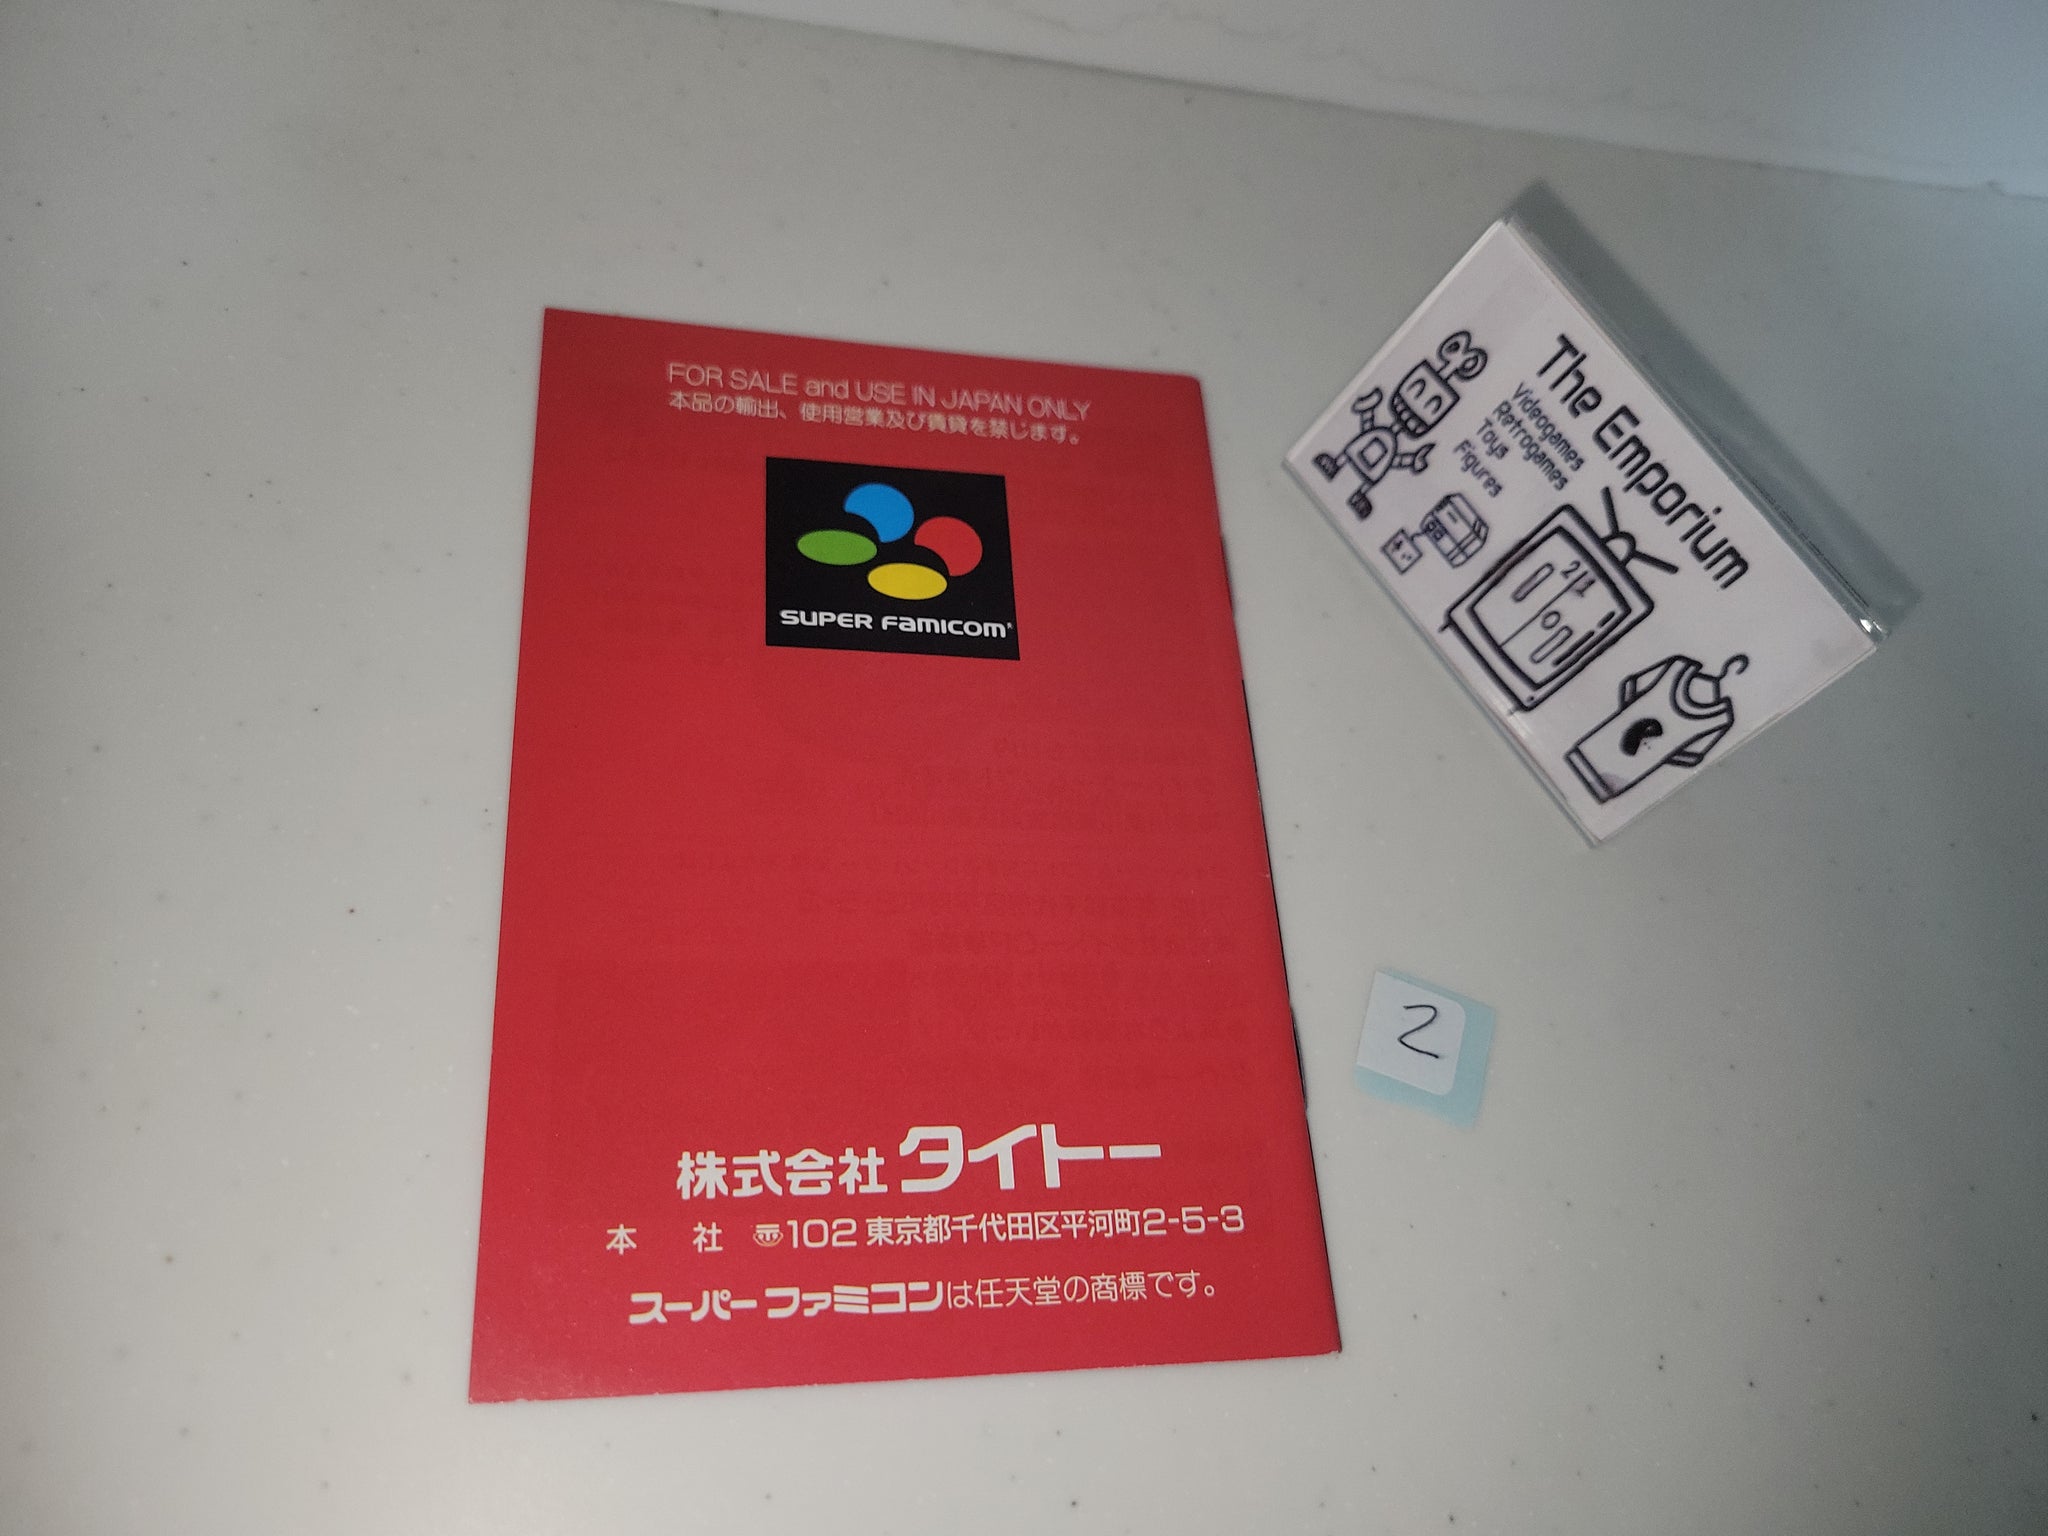 FOR SALE and USE IN JAPAN ONLY
本品の輸出、使用営業及び賃貸を禁じます。
SUPER FAMICOM
株式会社 タイトー
本 社 〠102 東京都千代田区平河町2-5-3
スーパーファミコンは任天堂の商標です。
The Emporium
Videogames
Retrogames
Toys
Figures
2